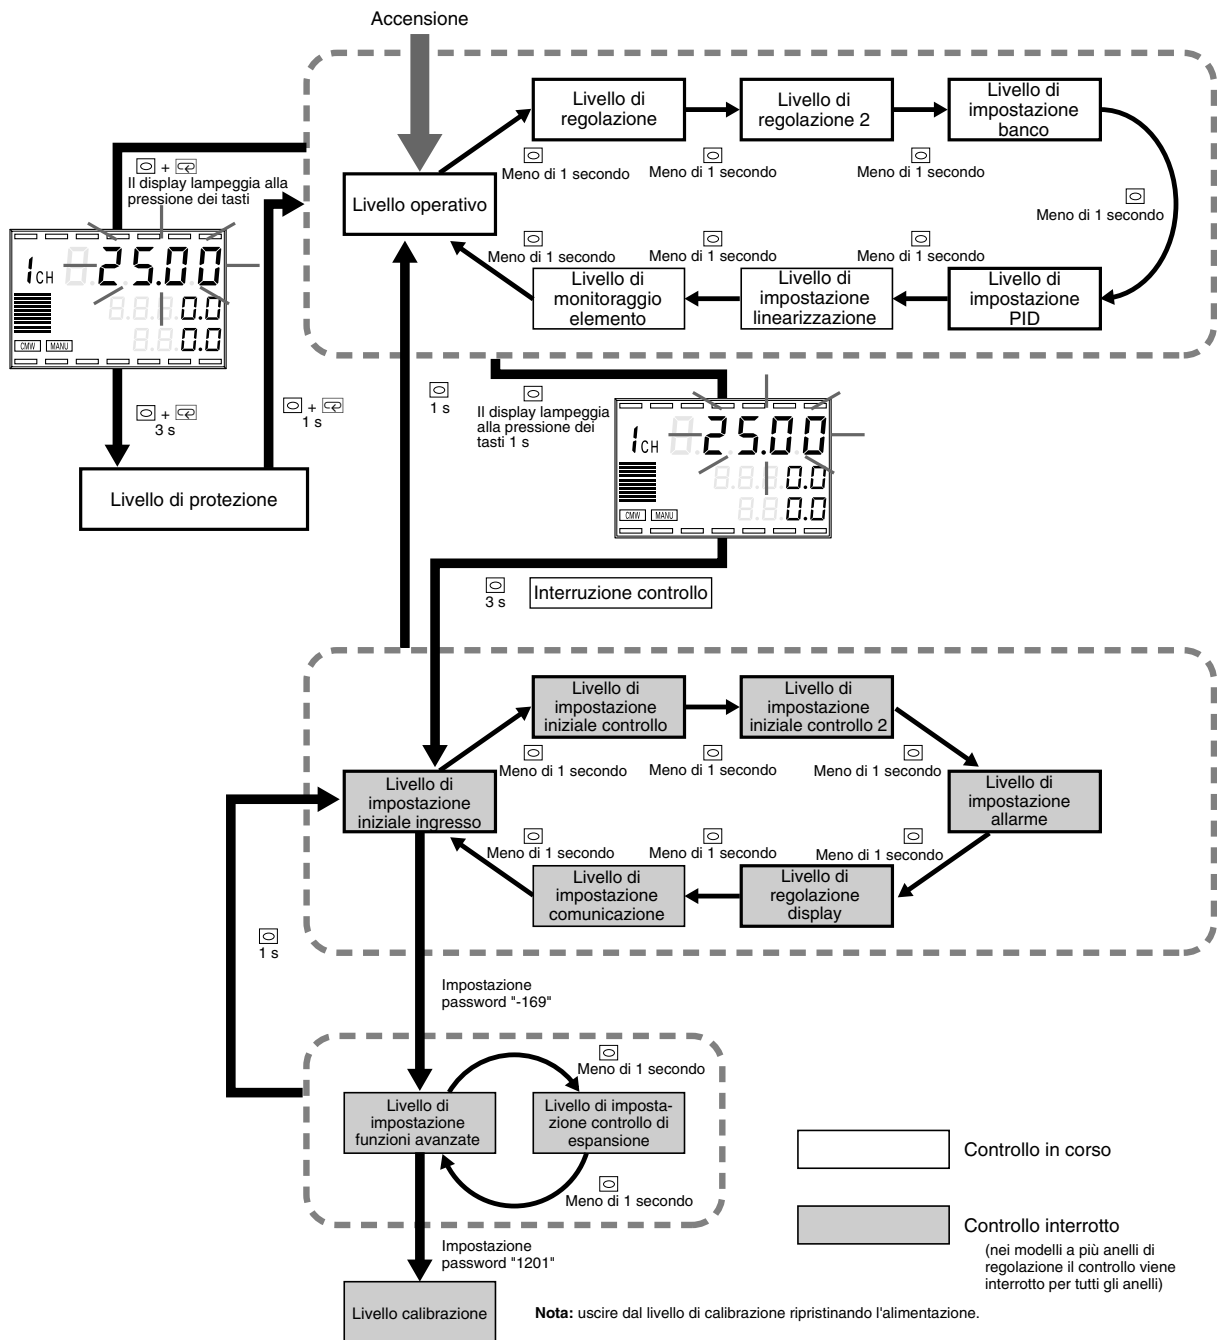 Accensione
Livello di
regolazione
Livello di
regolazione 2
Livello di
impostazione
banco
Meno di 1 secondo
Meno di 1 secondo
Meno di 1 secondo
Meno di 1 secondo
Livello operativo
Meno di 1 secondo
Meno di 1 secondo
Meno di 1 secondo
Livello di
monitoraggio
elemento
Livello di
impostazione
linearizzazione
Livello di
impostazione
PID
+
Il display lampeggia alla
pressione dei tasti
1CH 25.00
0.0
0.0
CMW MANU
+
3 s
+
1 s
Livello di protezione
1 s
Il display lampeggia
alla pressione dei
tasti 1 s
1CH 25.00
0.0
0.0
CMW MANU
3 s
Interruzione controllo
Livello di
impostazione
iniziale controllo
Livello di
impostazione
iniziale controllo 2
Meno di 1 secondo
Meno di 1 secondo
Meno di 1 secondo
Livello di
impostazione
iniziale ingresso
Livello di
impostazione
allarme
Meno di 1 secondo
Meno di 1 secondo
Meno di 1 secondo
Livello di
impostazione
comunicazione
Livello di
regolazione
display
1 s
Impostazione
password "-169"
Meno di 1 secondo
Livello di
impostazione
funzioni avanzate
Livello di imposta-
zione controllo di
espansione
Meno di 1 secondo
Impostazione
password "1201"
Livello calibrazione
Controllo in corso
Controllo interrotto
(nei modelli a più anelli di
regolazione il controllo viene
interrotto per tutti gli anelli)
Nota: uscire dal livello di calibrazione ripristinando l'alimentazione.